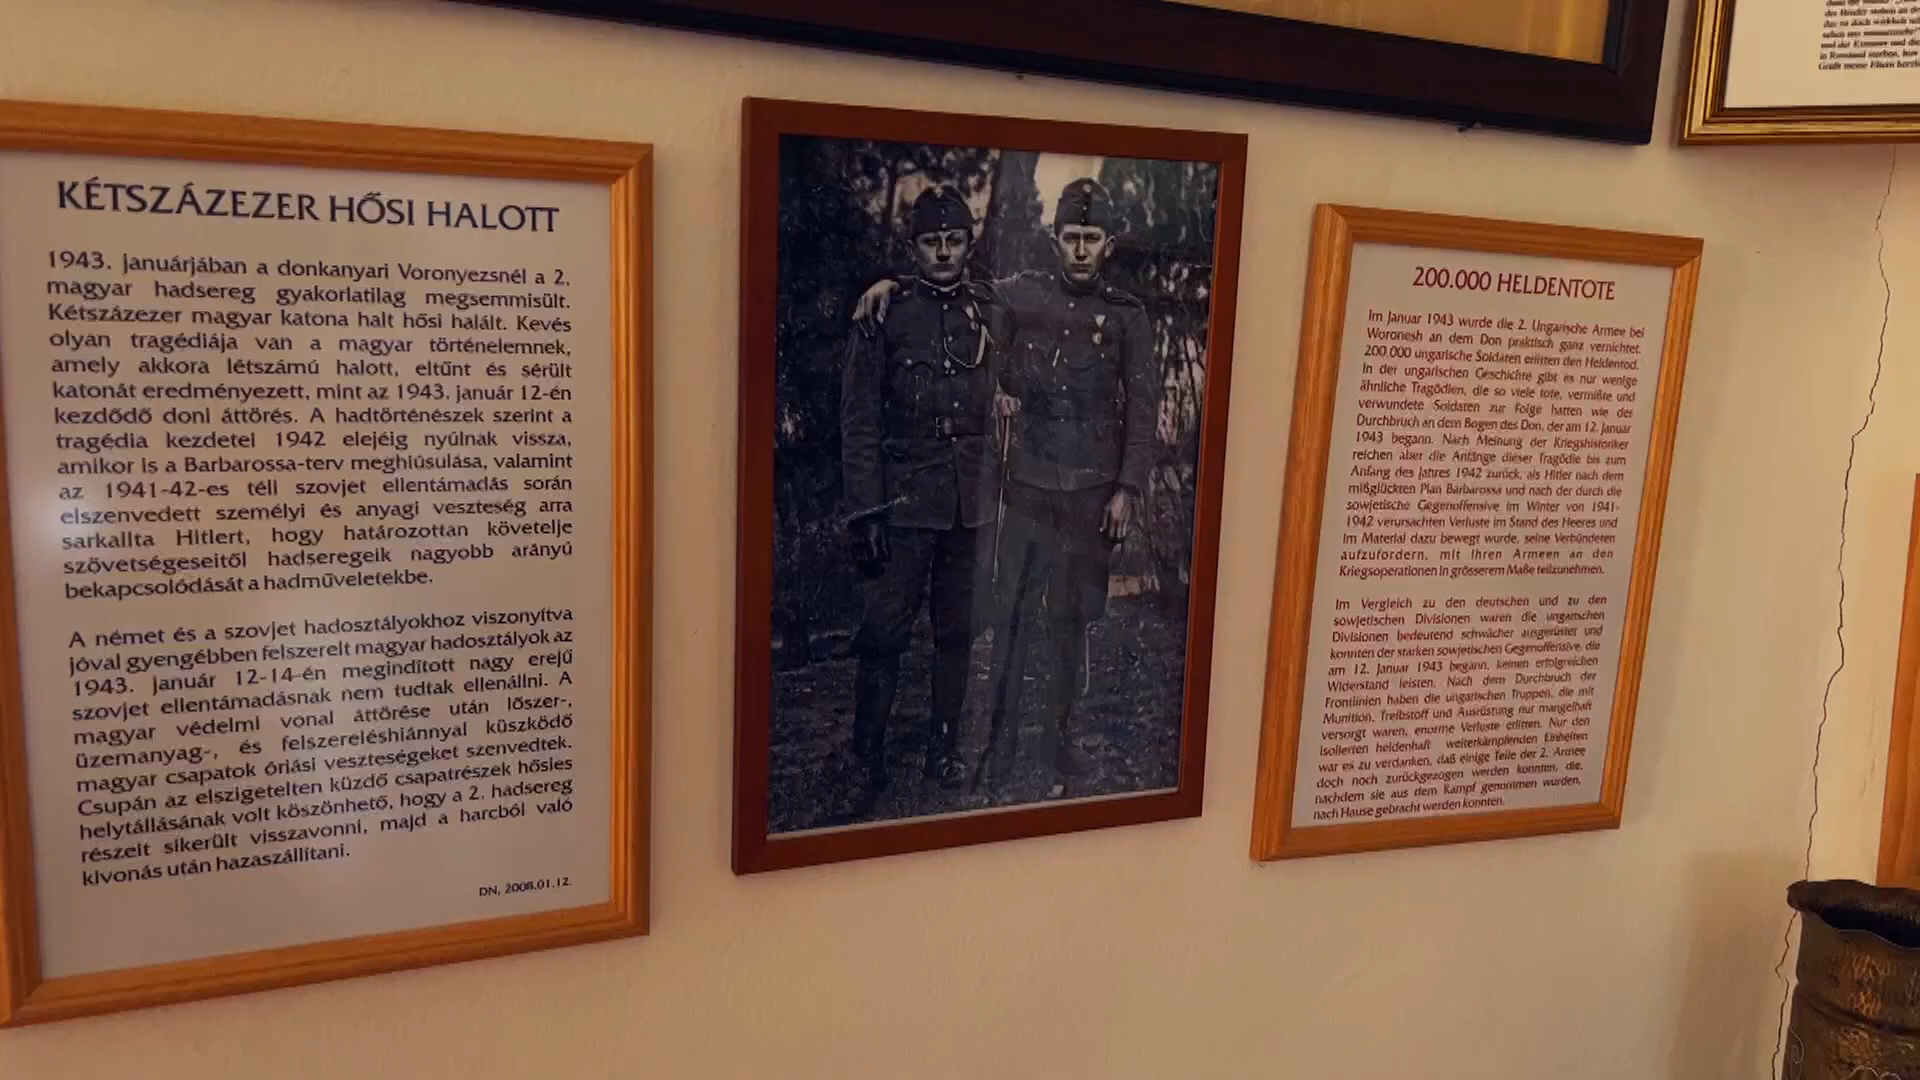 KÉTSZÁZEZER HŐSI HALOTT
1943. januárjában a donkanyari Voronyezsnél a 2.
magyar hadsereg gyakorlatilag megsemmisült.
Kétszázezer magyar katona halt hősi halált. Kevés
olyan tragédiája van a magyar történelemnek,
amely akkora létszámú halott, eltűnt és sérült
katonát eredményezett, mint az 1943. január 12-én
kezdődő doni áttörés. A hadtörténészek szerint a
tragédia kezdetei 1942 elejéig nyúlnak vissza,
amikor is a Barbarossa-terv meghiúsulása, valamint
az 1941-42-es téli szovjet ellentámadás során
elszenvedett személyi és anyagi veszteség arra
sarkallta Hitlert, hogy határozottan követelje
szövetségeseitől hadseregeik nagyobb arányú
bekapcsolódását a hadműveletekbe.
A német és a szovjet hadosztályokhoz viszonyítva
jóval gyengébben felszerelt magyar hadosztályok az
1943. január 12-14-én megindított nagy erejű
szovjet ellentámadásnak nem tudtak ellenállni. A
magyar védelmi vonal áttörése után lőszer-,
üzemanyag-, és felszereléshiánnyal küszködő
magyar csapatok óriási veszteségeket szenvedtek.
Csupán az elszigetelten küzdő csapatrészek hősies
helytállásának volt köszönhető, hogy a 2. hadsereg
részeit sikerült visszavonni, majd a harcból való
kivonás után hazaszállítani.
DN, 2008.01.12.
200.000 HELDENTOTE
Im Januar 1943 wurde die 2. Ungarische Armee bei
Woronesh an dem Don praktisch ganz vernichtet.
200.000 ungarische Soldaten erlitten den Heldentod.
In der ungarischen Geschichte gibt es nur wenige
ähnliche Tragödien, die so viele tote, vermißte und
verwundete Soldaten zur Folge hatten wie der
Durchbruch an dem Bogen des Don, der am 12. Januar
1943 begann. Nach Meinung der Kriegshistoriker
reichen aber die Anfänge dieser Tragödie bis zum
Anfang des Jahres 1942 zurück, als Hitler nach dem
mißglückten Plan Barbarossa und nach der durch die
sowjetische Gegenoffensive im Winter von 1941-
1942 verursachten Verluste im Stand des Heeres und
im Material dazu bewegt wurde, seine Verbündeten
aufzufordern, mit ihren Armeen an den
Kriegsoperationen in grösserem Maße teilzunehmen.
Im Vergleich zu den deutschen und zu den
sowjetischen Divisionen waren die ungarischen
Divisionen bedeutend schwächer ausgerüstet und
konnten der starken sowjetischen Gegenoffensive, die
am 12. Januar 1943 begann, keinen erfolgreichen
Widerstand leisten. Nach dem Durchbruch der
Frontlinien haben die ungarischen Truppen, die mit
Munition, Treibstoff und Ausrüstung nur mangelhaft
versorgt waren, enorme Verluste erlitten. Nur den
isolierten heldenhaft weiterkämpfenden Einheiten
war es zu verdanken, daß einige Teile der 2. Armee
doch noch zurückgezogen werden konnten, die,
nachdem sie aus dem Kampf genommen wurden,
nach Hause gebracht werden konnten.
in Russland sterben,
Grüßt meine Eltern